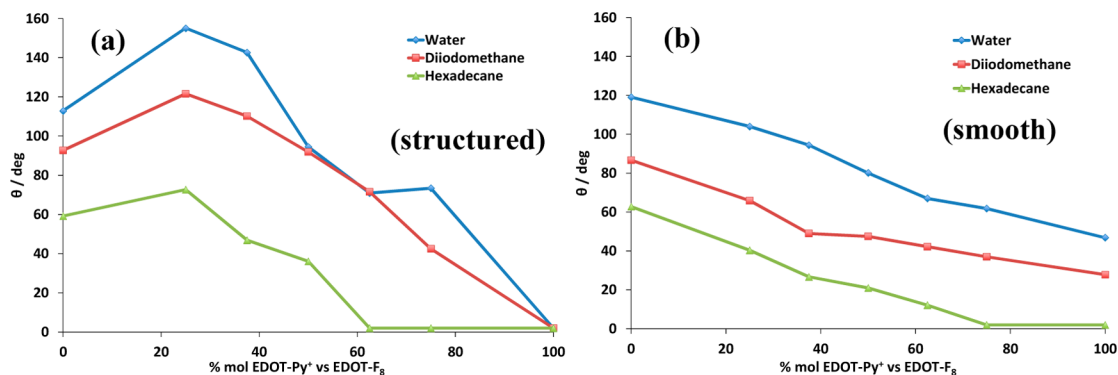 (a)
Water
Diiodomethane
Hexadecane
(structured)
θ / deg
160
140
120
100
80
60
40
20
0
0 20 40 60 80 100
% mol EDOT-Py⁺ vs EDOT-F₈
(b)
Water
Diiodomethane
Hexadecane
(smooth)
θ / deg
160
140
120
100
80
60
40
20
0
0 20 40 60 80 100
% mol EDOT-Py⁺ vs EDOT-F₈